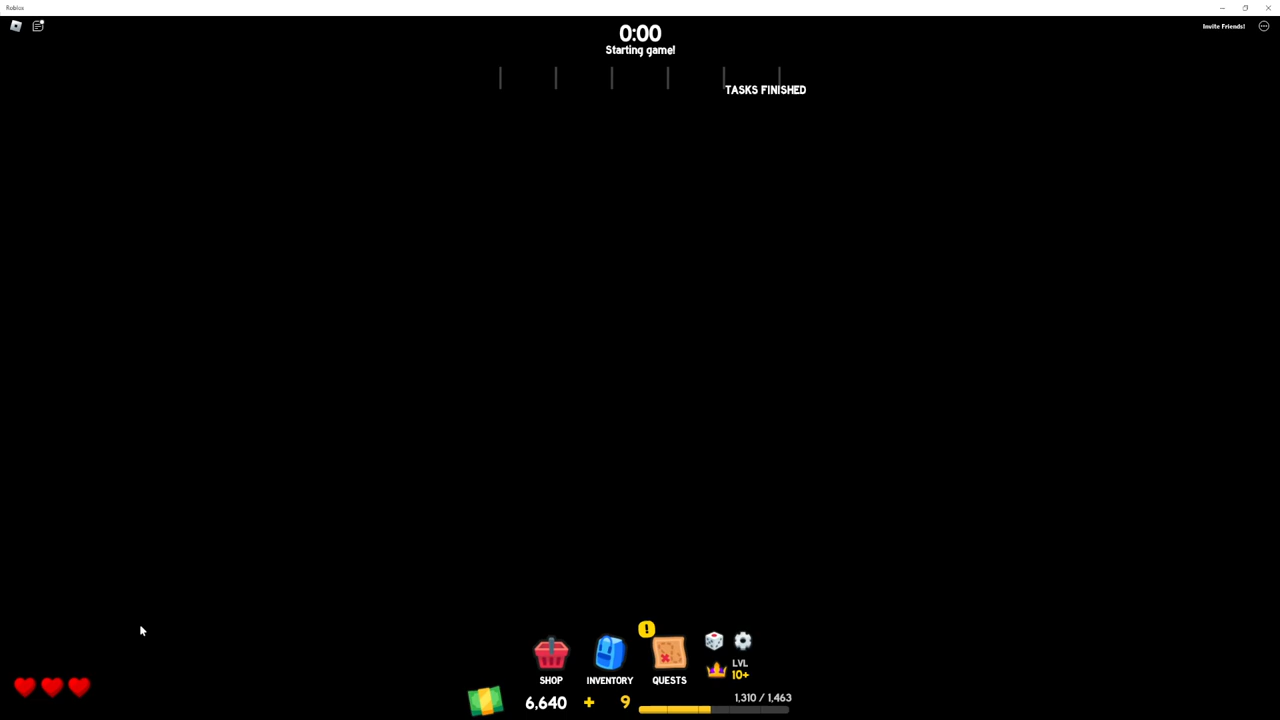 Roblox
Invite Friends!
0:00
Starting game!
TASKS FINISHED
!
SHOP
INVENTORY
QUESTS
LVL
10+
6,640 + 9
1,310 / 1,463